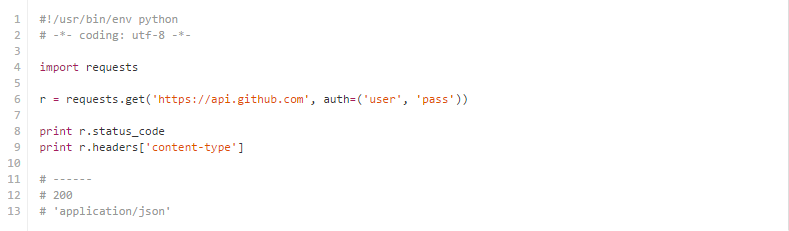 1 #!/usr/bin/env python
2 # -*- coding: utf-8 -*-
3
4 import requests
5
6 r = requests.get('https://api.github.com', auth=('user', 'pass'))
7
8 print r.status_code
9 print r.headers['content-type']
10
11 # ------
12 # 200
13 # 'application/json'